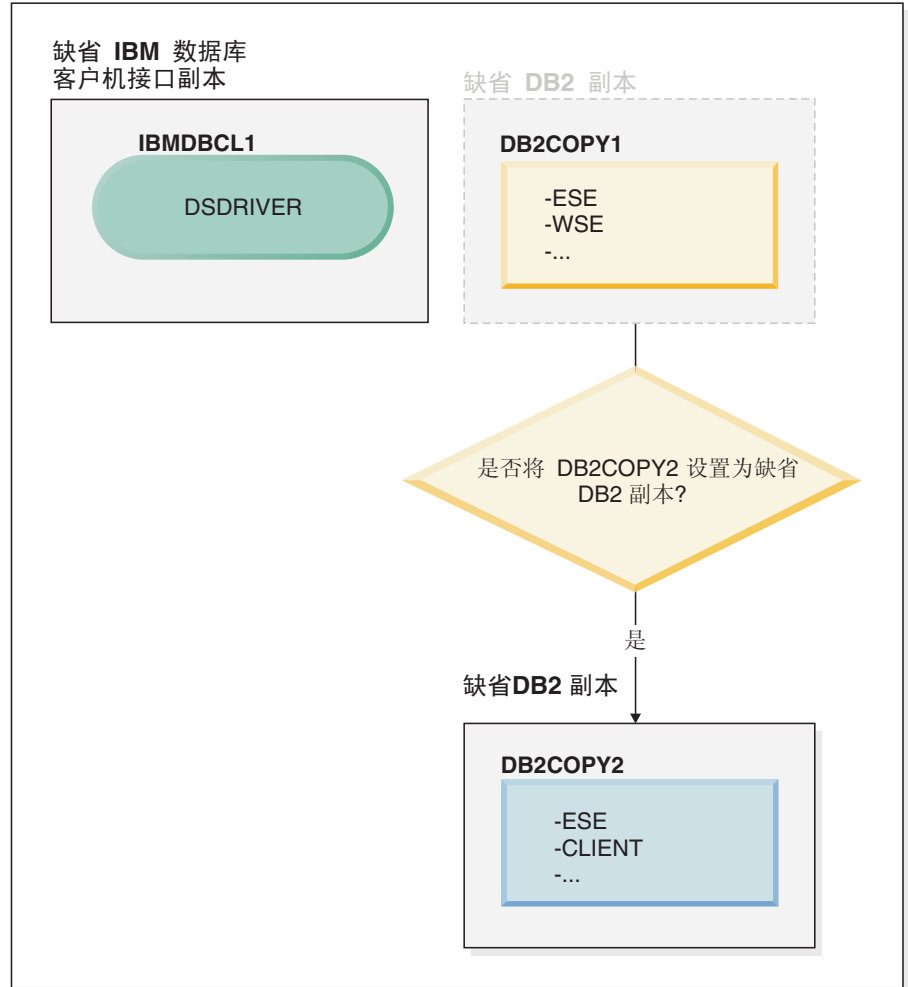 缺省 IBM 数据库
客户机接口副本
IBMDBCL1
DSDRIVER
缺省 DB2 副本
DB2COPY1
-ESE
-WSE
-...
是否将 DB2COPY2 设置为缺省
DB2 副本?
是
缺省DB2 副本
DB2COPY2
-ESE
-CLIENT
-...